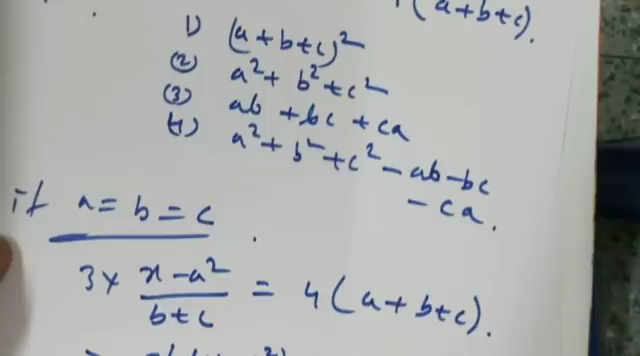 (a+b+c).
1) (a+b+c)²
(2) a² + b² + c²
(3) ab + bc + ca
(4) a² + b² + c² - ab - bc
- ca.
if a = b = c
3 x (x - a²)/(b+c) = 4 (a+b+c).